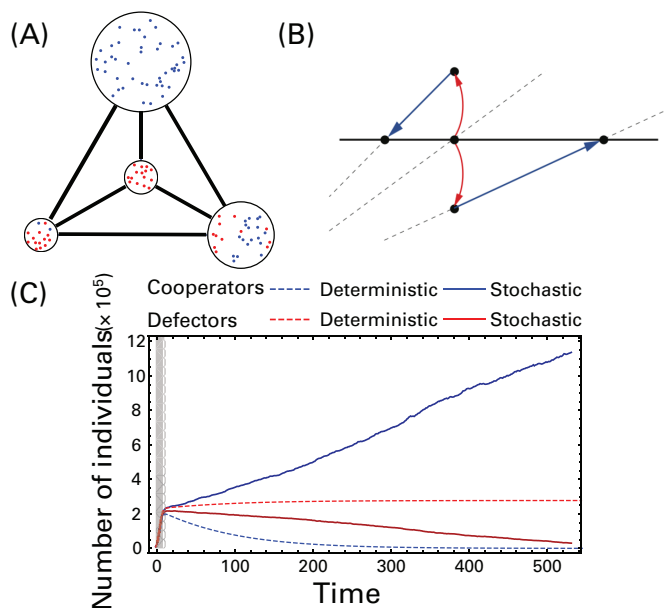 (A)
(B)
(C)
Cooperators Deterministic Stochastic
Defectors Deterministic Stochastic
Number of individuals(× 10⁵)
12
10
8
6
4
2
0
0 100 200 300 400 500
Time